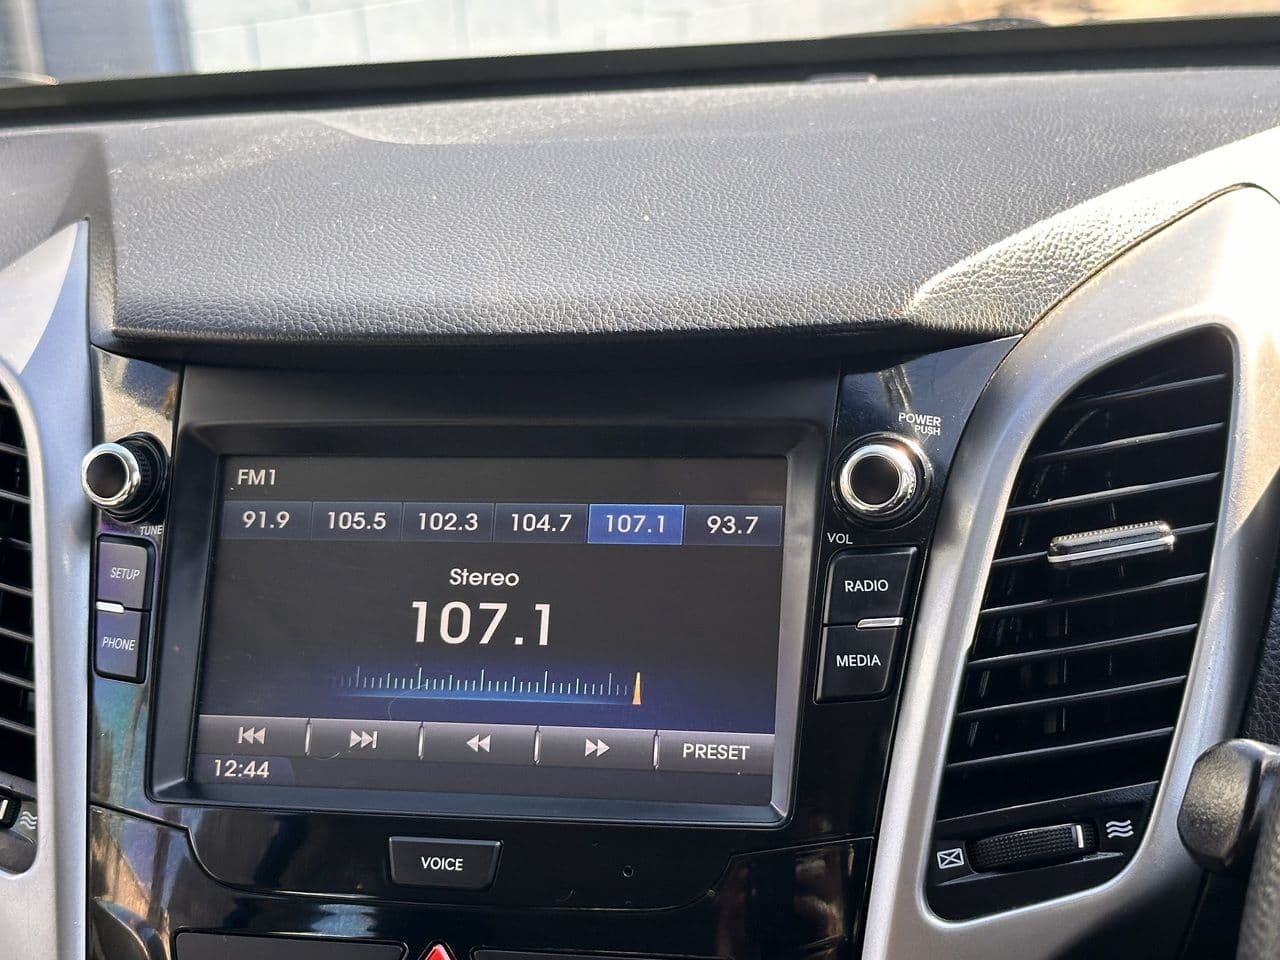 POWER
PUSH
FM1
91.9 105.5 102.3 104.7 107.1 93.7
TUNE
VOL
Stereo
SETUP
RADIO
107.1
PHONE
MEDIA
PRESET
12:44
VOICE